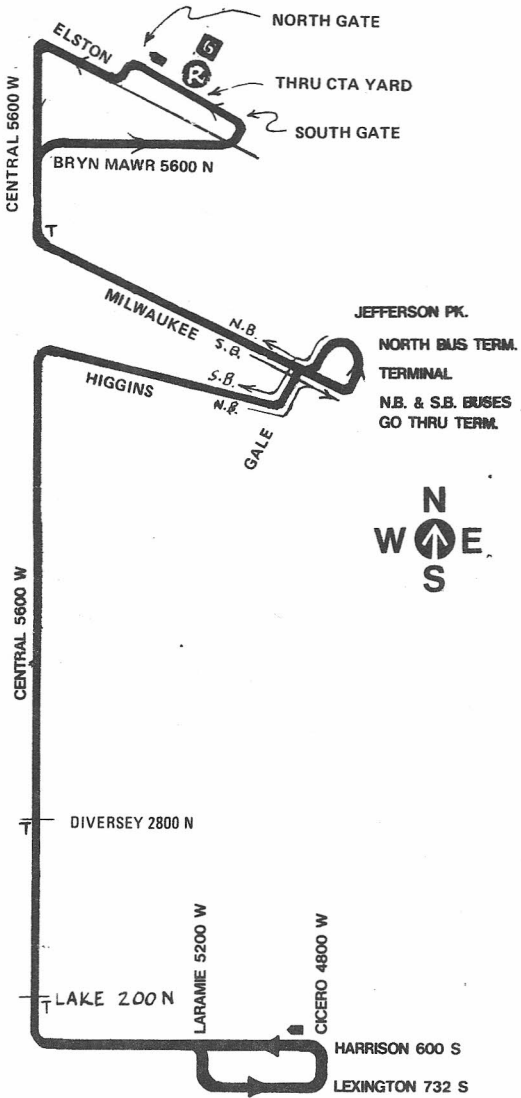 NORTH GATE
ELSTON
G
R
THRU CTA YARD
SOUTH GATE
CENTRAL 5600 W
BRYN MAWR 5600 N
T
MILWAUKEE
N.B.
S.B.
JEFFERSON PK.
NORTH BUS TERM.
TERMINAL
N.B. & S.B. BUSES
GO THRU TERM.
HIGGINS
S.B.
N.B.
GALE
N
W E
S
CENTRAL 5600 W
T
DIVERSEY 2800 N
LARAMIE 5200 W
CICERO 4800 W
T
LAKE 200 N
HARRISON 600 S
LEXINGTON 732 S